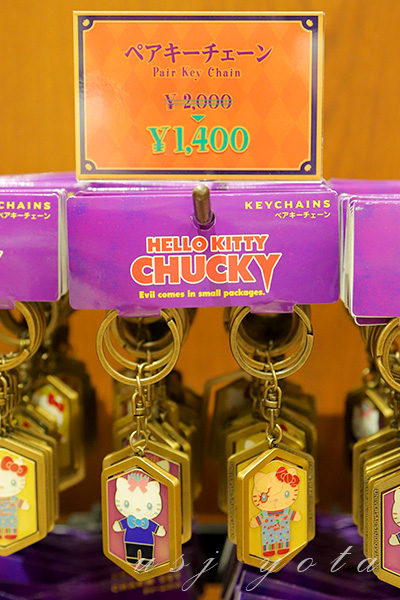 ペアキーチェーン
Pair Key Chain
¥2,000
¥1,400
CHAINS
ペアキーチェーン
KEYCHAINS
ペアキーチェーン
HELLO KITTY
CHUCKY
Evil comes in small packages.
usj yota